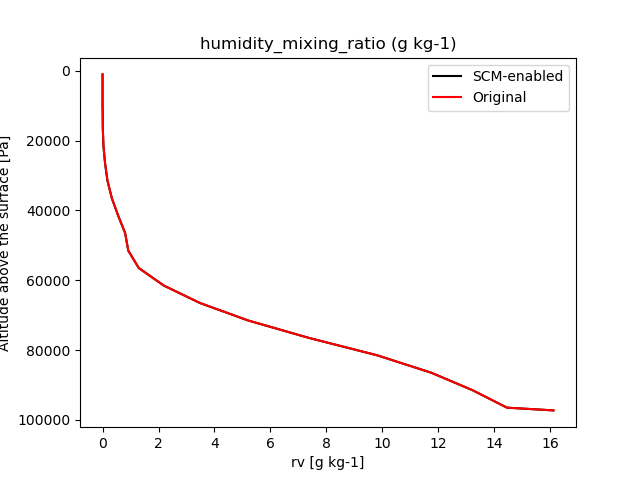 humidity_mixing_ratio (g kg-1)
SCM-enabled
Original
Altitude above the surface [Pa]
0
20000
40000
60000
80000
100000
0 2 4 6 8 10 12 14 16
rv [g kg-1]